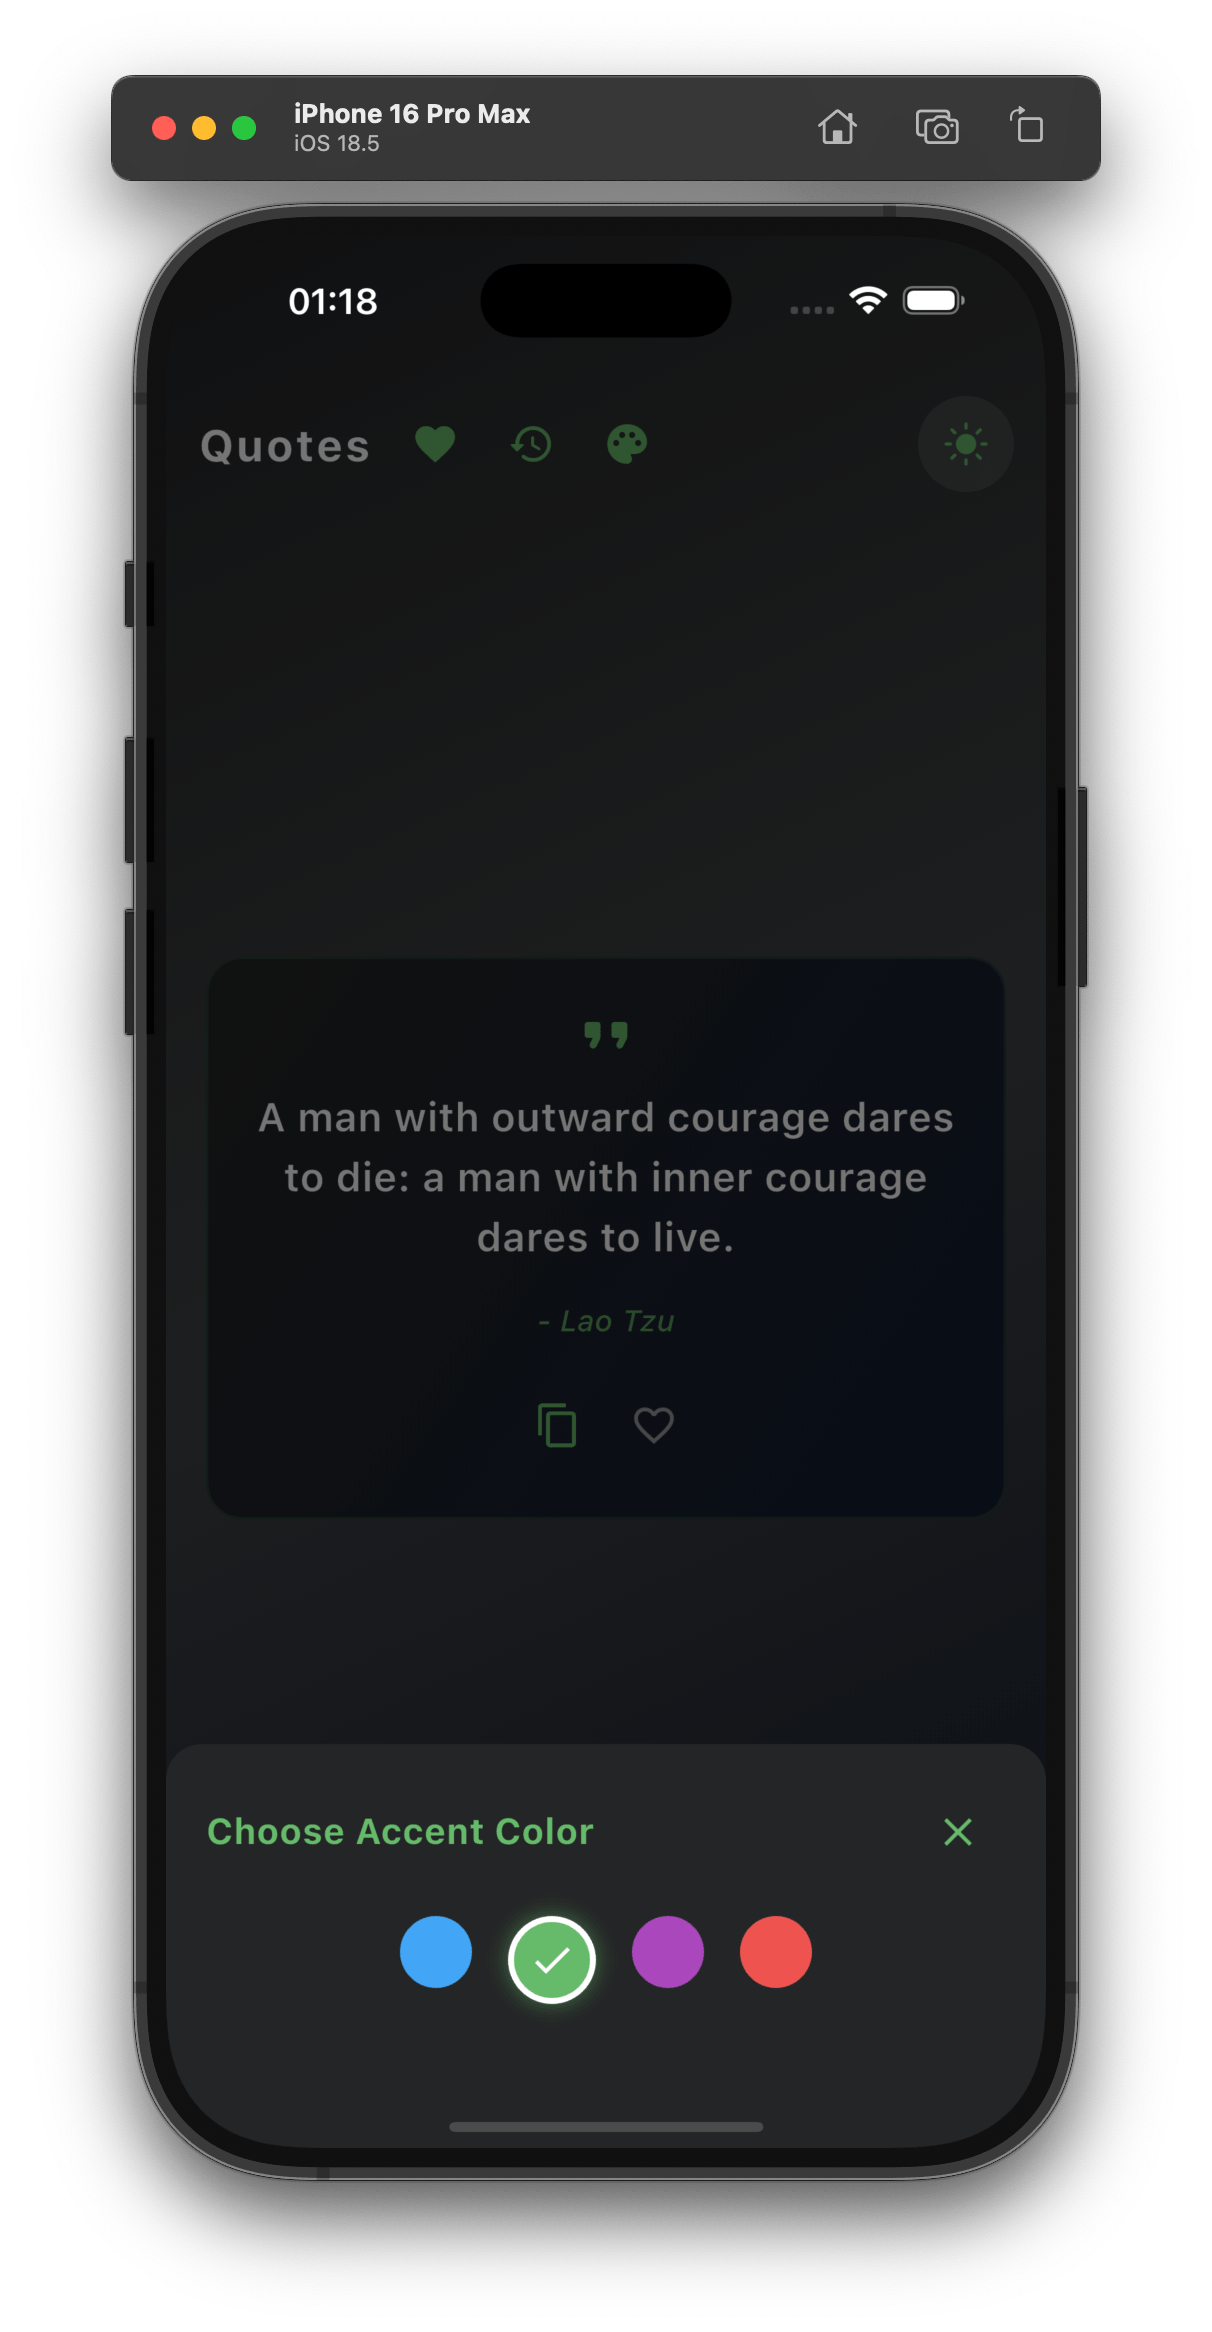 iPhone 16 Pro Max
iOS 18.5
01:18
Quotes
A man with outward courage dares
to die: a man with inner courage
dares to live.
- Lao Tzu
Choose Accent Color